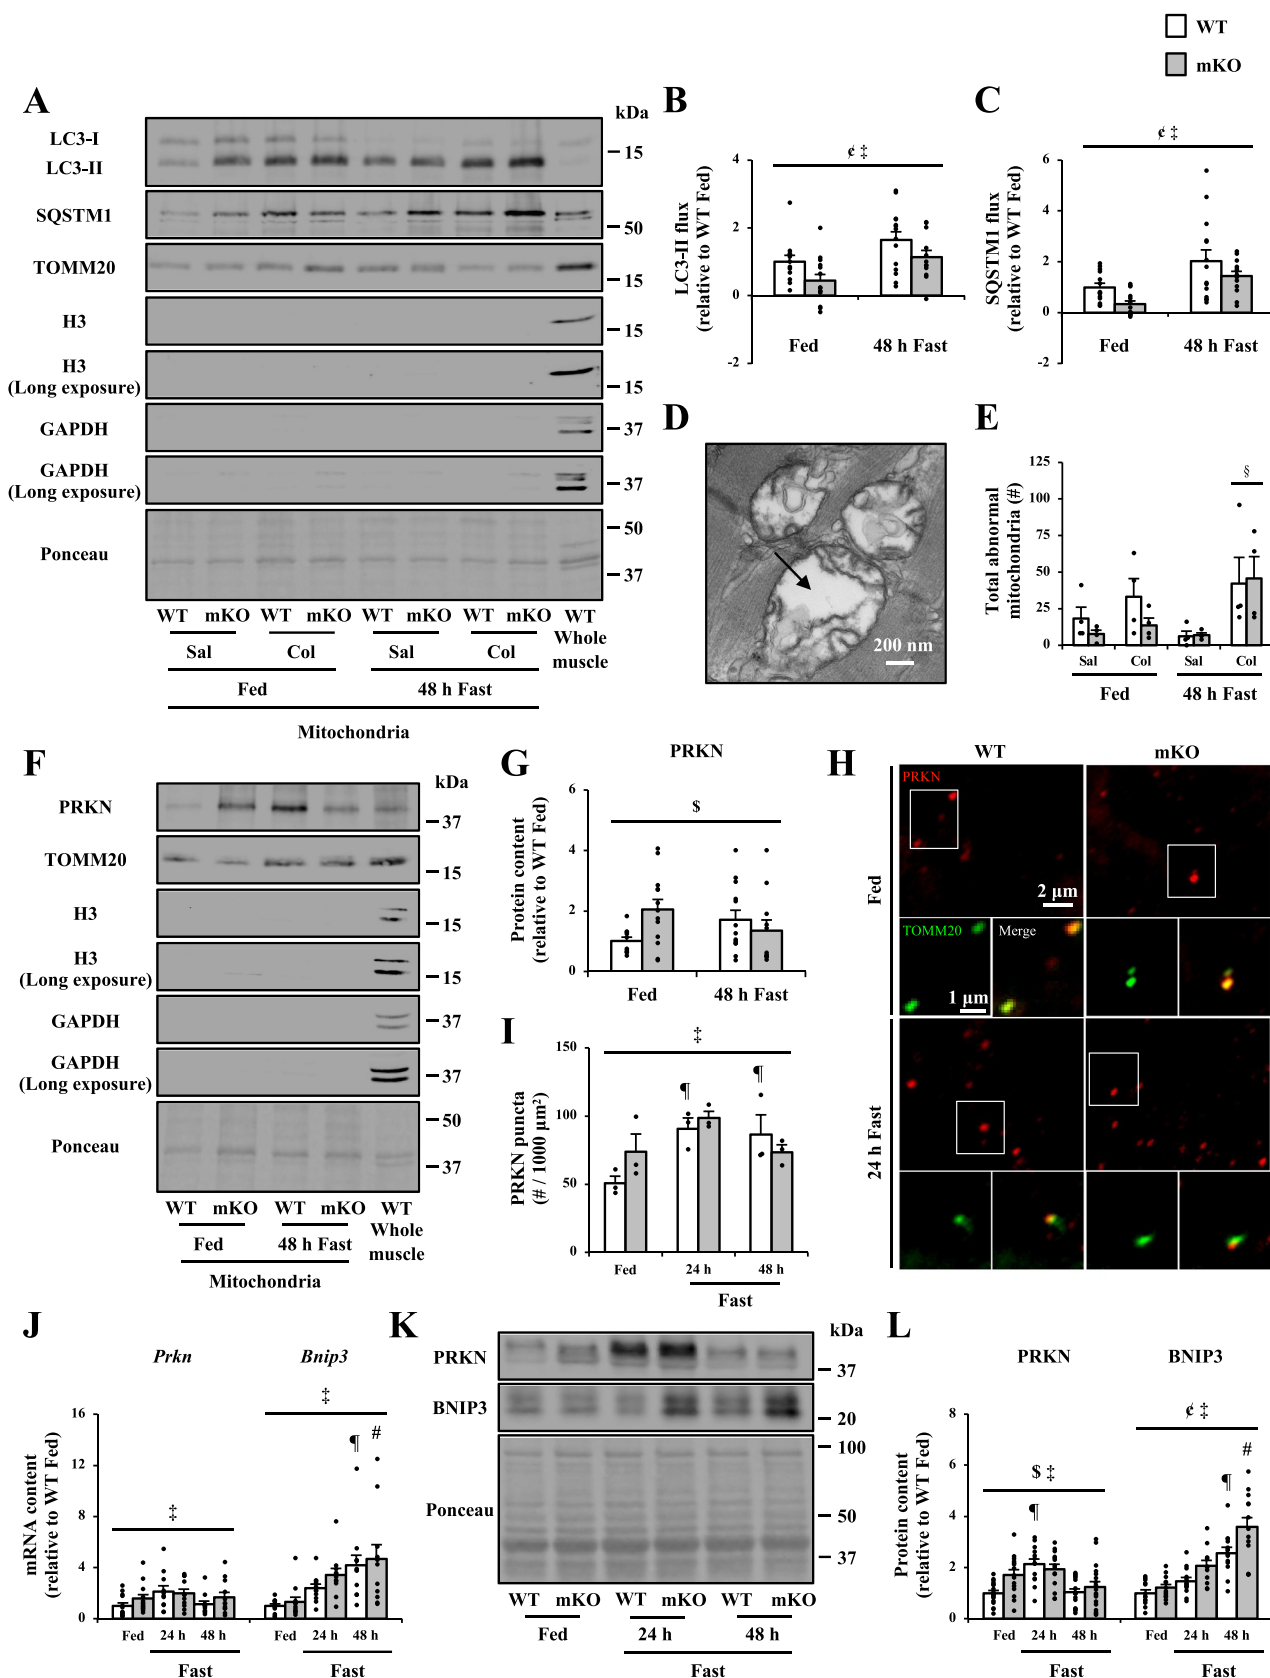 WT
mKO
A
kDa
LC3-I
LC3-II
15
SQSTM1
50
TOMM20
15
H3
15
H3
(Long exposure)
15
GAPDH
37
GAPDH
(Long exposure)
37
Ponceau
50
37
WT mKO WT mKO WT mKO WT mKO WT
Whole
muscle
Sal Col Sal Col
Fed 48 h Fast
Mitochondria
B
LC3-II flux
(relative to WT Fed)
¢ ‡
4
2
0
-2
Fed 48 h Fast
C
SQSTM1 flux
(relative to WT Fed)
¢ ‡
6
4
2
0
-2
Fed 48 h Fast
D
200 nm
E
Total abnormal
mitochondria (#)
125
100
75
50
25
0
§
Sal Col Sal Col
Fed 48 h Fast
F
kDa
PRKN
37
TOMM20
15
H3
15
H3
(Long exposure)
15
GAPDH
37
GAPDH
(Long exposure)
37
Ponceau
50
37
WT mKO WT mKO WT
Whole
muscle
Fed 48 h Fast
Mitochondria
G
PRKN
Protein content
(relative to WT Fed)
6
4
2
0
$
Fed 48 h Fast
H
WT mKO
Fed
PRKN
2 µm
TOMM20 Merge
1 µm
24 h Fast
I
PRKN puncta
(# / 1000 µm²)
150
100
50
0
‡
¶ ¶
Fed 24 h 48 h
Fast
J
Prkn Bnip3
mRNA content
(relative to WT Fed)
16
12
8
4
0
‡ ‡
¶ #
Fed 24 h 48 h Fed 24 h 48 h
Fast Fast
K
kDa
PRKN
37
BNIP3
20
Ponceau
100
50
37
WT mKO WT mKO WT mKO
Fed 24 h 48 h
Fast
L
PRKN BNIP3
Protein content
(relative to WT Fed)
8
6
4
2
0
$ ‡ ¢ ‡
¶ ¶ #
Fed 24 h 48 h Fed 24 h 48 h
Fast Fast